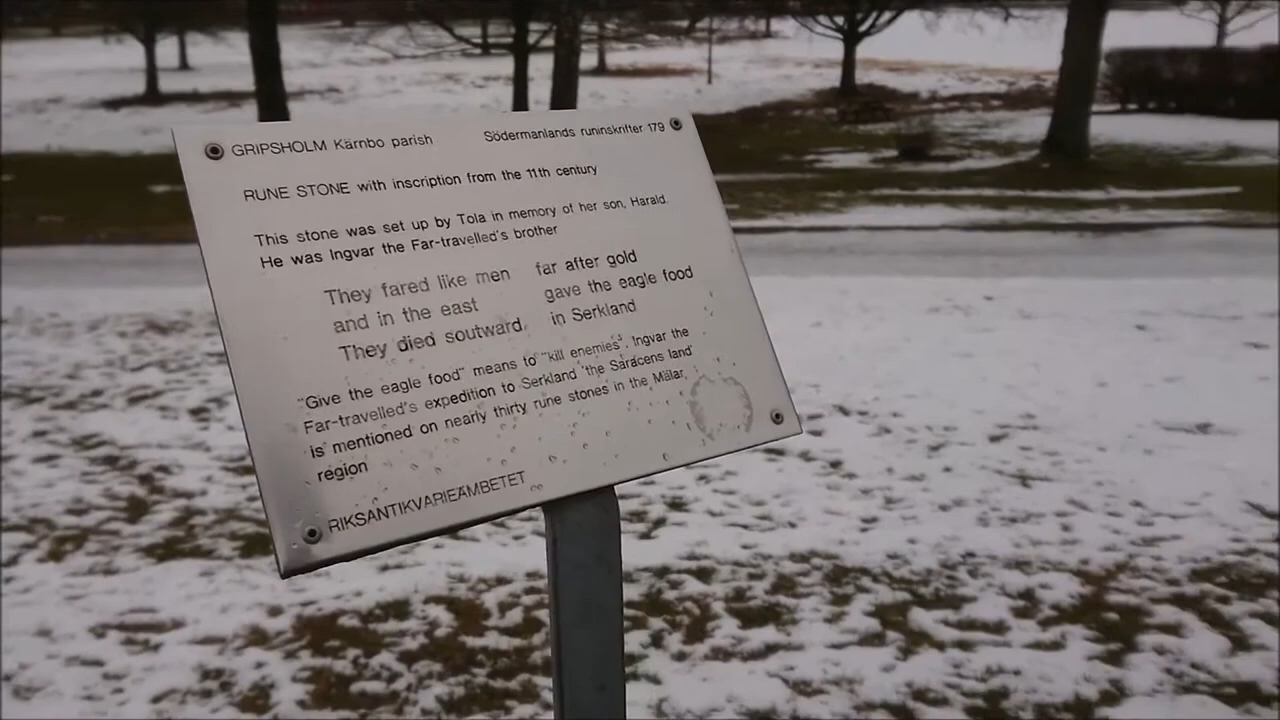 GRIPSHOLM Kärnbo parish Södermanlands runinskrifter 179
RUNE STONE with inscription from the 11th century
This stone was set up by Tola in memory of her son, Harald.
He was Ingvar the Far-travelled's brother
They fared like men far after gold
and in the east gave the eagle food
They died soutward, in Serkland
"Give the eagle food" means to "kill enemies". Ingvar the
Far-travelled's expedition to Serkland 'the Saracens land'
is mentioned on nearly thirty rune stones in the Mälar
region
RIKSANTIKVARIEÄMBETET